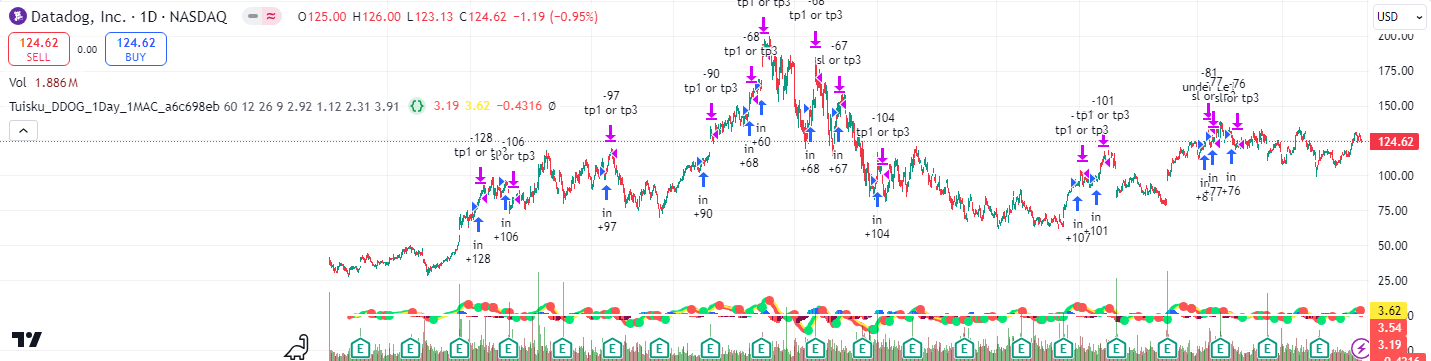 Datadog, Inc. · 1D · NASDAQ O125.00 H126.00 L123.13 C124.62 −1.19 (−0.95%)
USD
124.62
SELL
0.00
124.62
BUY
Vol 1.886M
Tuisku_DDOG_1Day_1MAC_a6c698eb 60 12 26 9 2.92 1.12 2.31 3.91 {} 3.19 3.62 −0.4316 Ø
200.00
175.00
150.00
124.62
100.00
75.00
50.00
25.00
3.62
3.54
3.19
-128
tp1 or
-106
sl or tp3
-97
tp1 or tp3
-90
tp1 or tp3
-68
tp1 or tp3
tp1 or tp3
-68
-67
sl or tp3
-104
tp1 or tp3
tp1 or tp3
-101
tp1 or tp3
-81
-77
-76
or tp3
in
+128
in
+106
in
+97
in
+90
in
+68
in
+60
in
+68
in
+67
in
+104
in
+107
in
+101
in
in
+77
in
+76
E E E E E E E E E E E E E E E E E E E E